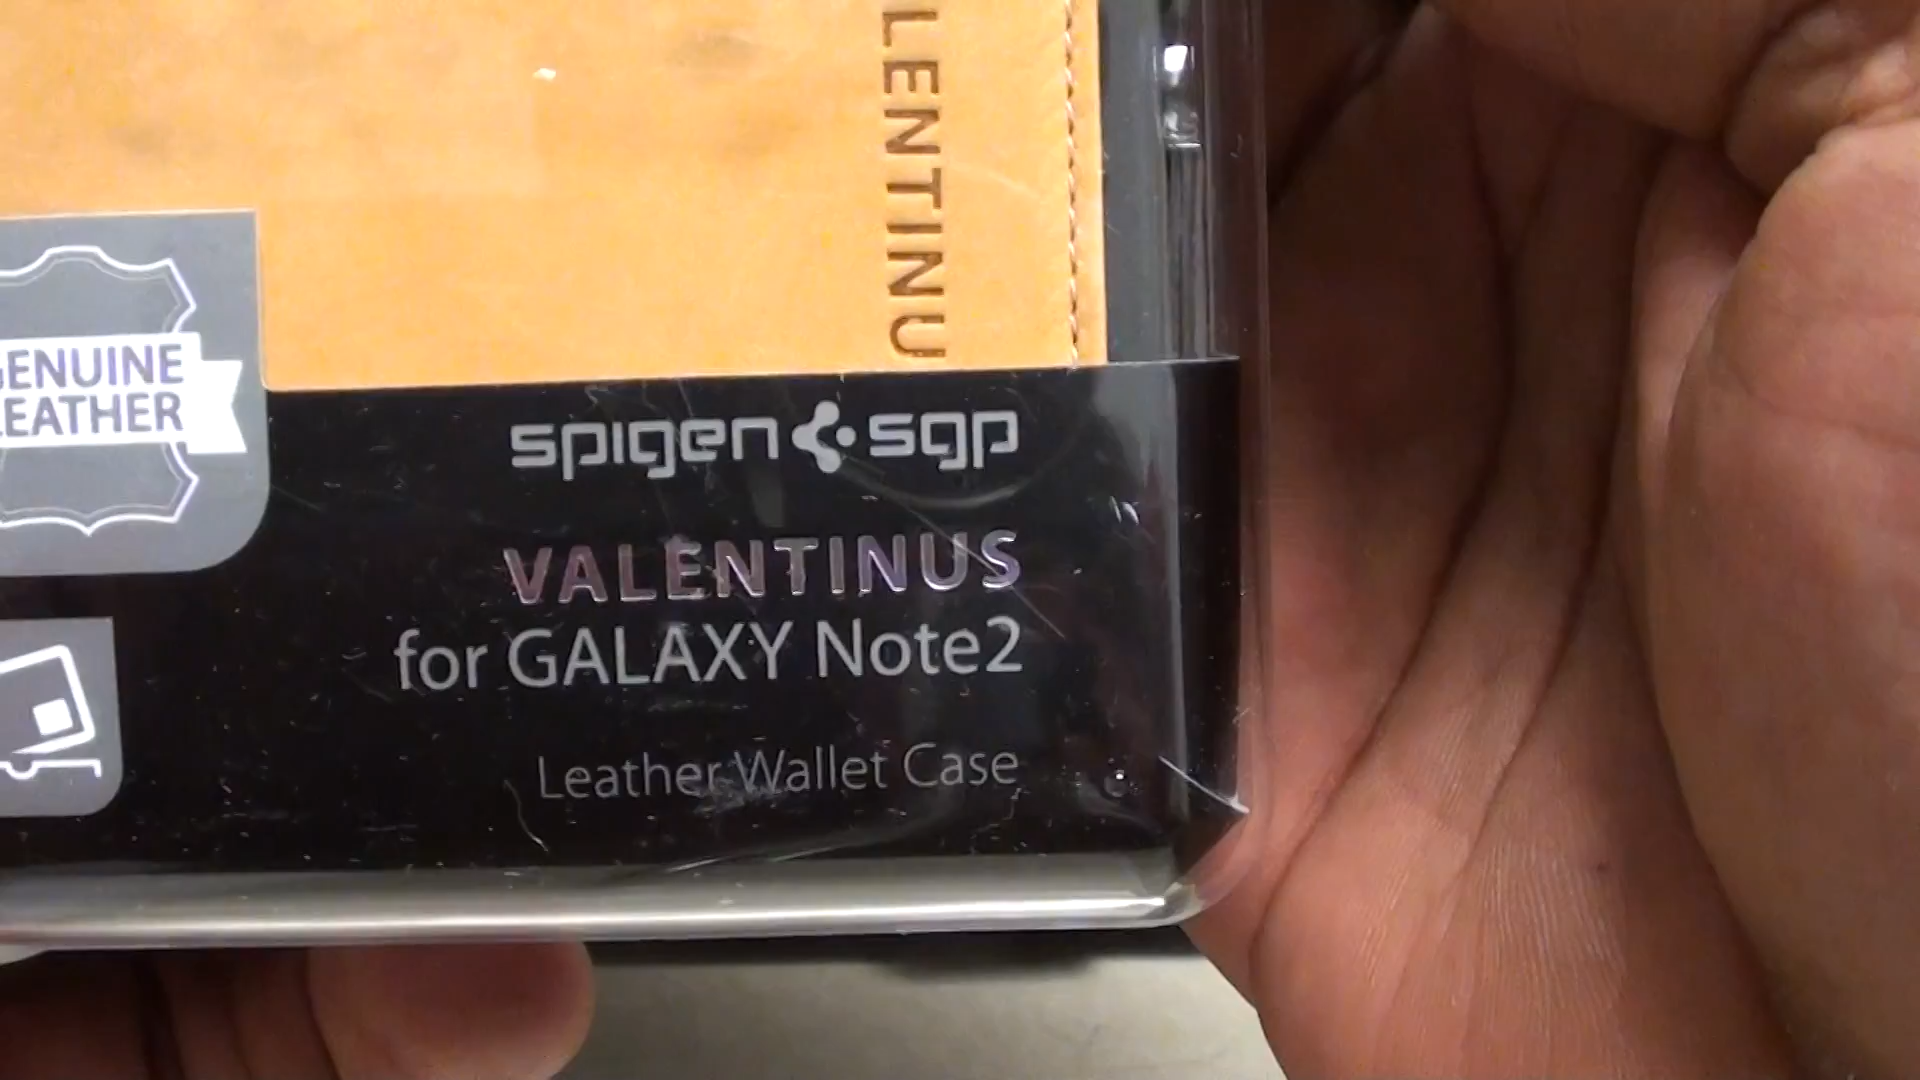 LENTINU
GENUINE
LEATHER
spigen sgp
VALENTINUS
for GALAXY Note2
Leather Wallet Case